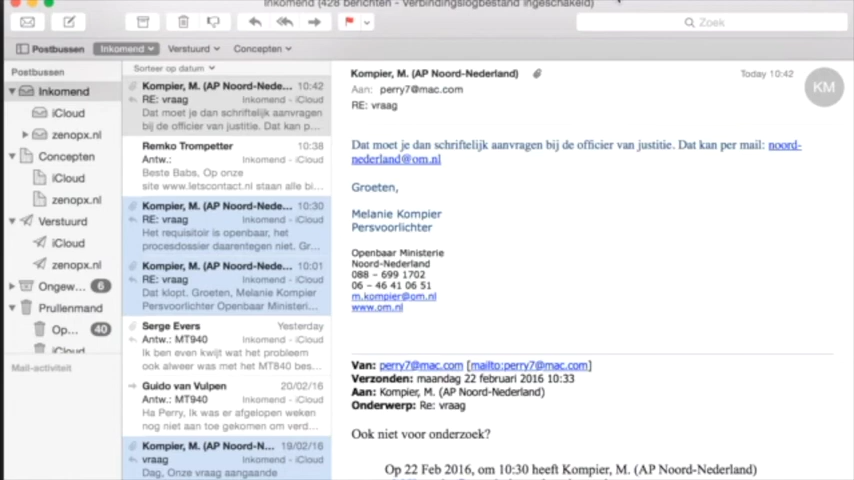 Inkomend (428 berichten - Verbindingslogbestand ingeschakeld)
Zoek
Postbussen
Inkomend
Verstuurd
Concepten
Postbussen
Inkomend
iCloud
zenopx.nl
Concepten
iCloud
zenopx.nl
Verstuurd
iCloud
zenopx.nl
Ongew... 6
Prullenmand
Op... 40
iCloud
Mail-activiteit
Sorteer op datum
Kompier, M. (AP Noord-Nede... 10:42
RE: vraag Inkomend - iCloud
Dat moet je dan schriftelijk aanvragen
bij de officier van justitie. Dat kan p...
Remko Trompetter 10:38
Antw.: Inkomend - iCloud
Beste Babs, Op onze
site www.letscontact.nl staan alle bi...
Kompier, M. (AP Noord-Nede... 10:30
RE: vraag Inkomend - iCloud
Het requisitoir is openbaar, het
procesdossier daarentegen niet. Gr...
Kompier, M. (AP Noord-Nede... 10:01
RE: vraag Inkomend - iCloud
Dat klopt. Groeten, Melanie Kompier
Persvoorlichter Openbaar Ministeri...
Serge Evers Yesterday
Antw.: MT940 Inkomend - iCloud
Ik ben even kwijt wat het probleem
ook alweer was met het MT840 bes...
Guido van Vulpen 20/02/16
Antw.: MT940 Inkomend - iCloud
Ha Perry, Ik was er afgelopen weken
nog niet aan toe gekomen om verd...
Kompier, M. (AP Noord-N... 19/02/16
vraag Inkomend - iCloud
Dag, Onze vraag aangaande
Kompier, M. (AP Noord-Nederland) Today 10:42
KM
Aan: perry7@mac.com
RE: vraag
Dat moet je dan schriftelijk aanvragen bij de officier van justitie. Dat kan per mail: noord-
nederland@om.nl
Groeten,
Melanie Kompier
Persvoorlichter
Openbaar Ministerie
Noord-Nederland
088 – 699 1702
06 – 46 41 06 51
m.kompier@om.nl
www.om.nl
Van: perry7@mac.com [mailto:perry7@mac.com]
Verzonden: maandag 22 februari 2016 10:33
Aan: Kompier, M. (AP Noord-Nederland)
Onderwerp: Re: vraag
Ook niet voor onderzoek?
Op 22 Feb 2016, om 10:30 heeft Kompier, M. (AP Noord-Nederland)